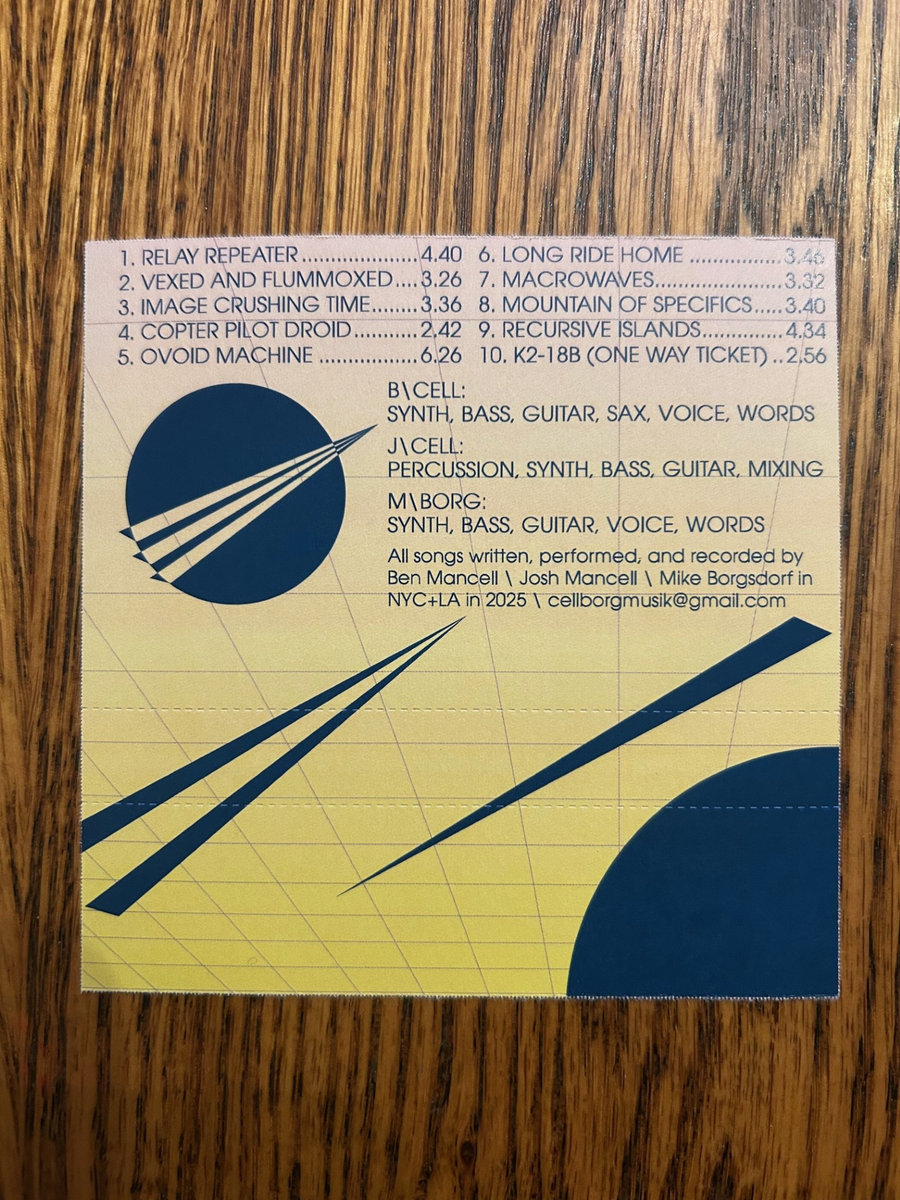 1. RELAY REPEATER ....................4.40
2. VEXED AND FLUMMOXED....3.26
3. IMAGE CRUSHING TIME........3.36
4. COPTER PILOT DROID...........2.42
5. OVOID MACHINE .................6.26
6. LONG RIDE HOME ................3.46
7. MACROWAVES......................3.32
8. MOUNTAIN OF SPECIFICS.....3.40
9. RECURSIVE ISLANDS..............4.34
10. K2-18B (ONE WAY TICKET) ..2.56
B\CELL:
SYNTH, BASS, GUITAR, SAX, VOICE, WORDS
J\CELL:
PERCUSSION, SYNTH, BASS, GUITAR, MIXING
M\BORG:
SYNTH, BASS, GUITAR, VOICE, WORDS
All songs written, performed, and recorded by
Ben Mancell \ Josh Mancell \ Mike Borgsdorf in
NYC+LA in 2025 \ cellborgmusik@gmail.com